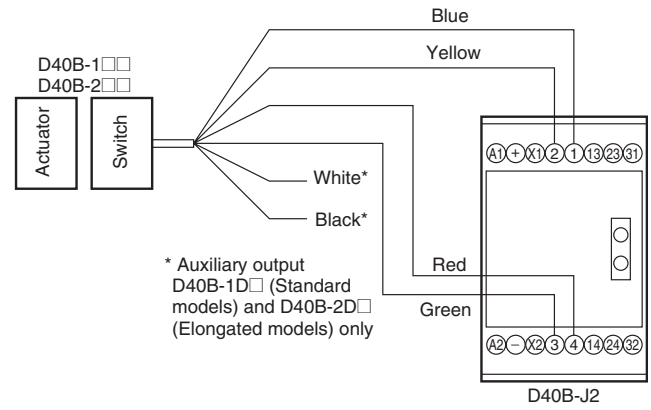 Blue
Yellow
D40B-1□□
D40B-2□□
Actuator
Switch
A1 + X1 2 1 13 23 31
White*
Black*
* Auxiliary output
D40B-1D□ (Standard
models) and D40B-2D□
(Elongated models) only
Red
Green
A2 − X2 3 4 14 24 32
D40B-J2